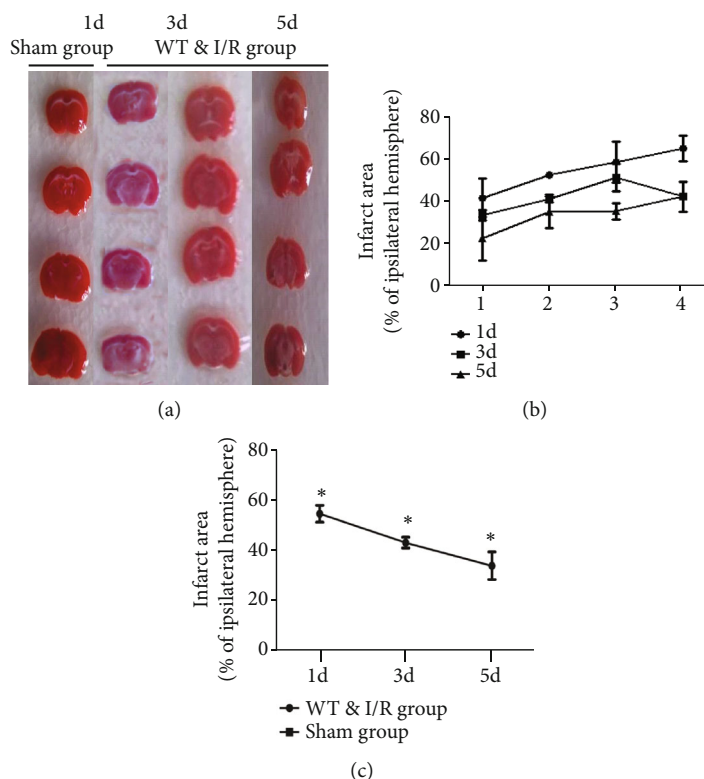 1d 3d 5d
Sham group WT & I/R group
(a)
80
60
40
20
0
Infarct area
(% of ipsilateral hemisphere)
1 2 3 4
1d
3d
5d
(b)
80
60
40
20
0
Infarct area
(% of ipsilateral hemisphere)
* * *
1d 3d 5d
WT & I/R group
Sham group
(c)